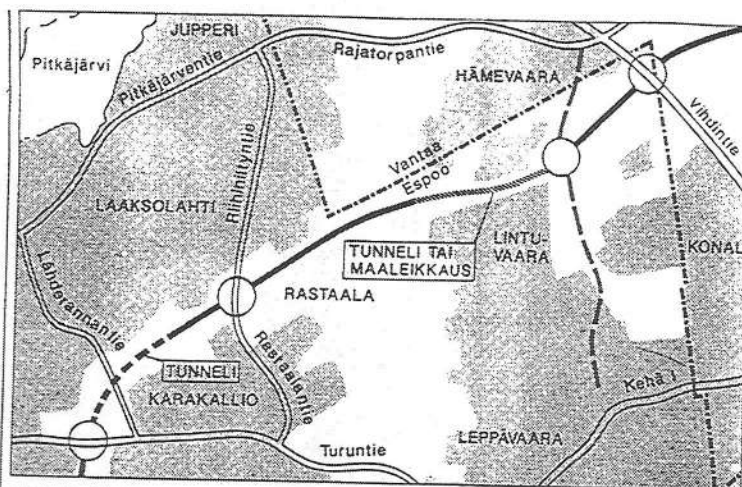 JUPPERI
Pitkäjärvi
Pitkäjärventie
Rajatorpantie
HÄMEVAARA
Vihdintie
Riihiniityntie
Vantaa
Espoo
LAAKSOLAHTI
TUNNELI TAI
MAALEIKKAUS
LINTU-
VAARA
KONAL
Lähderannantie
RASTAALA
Rastaalantie
TUNNELI
KARAKALLIO
Kehä I
Turuntie
LEPPÄVAARA